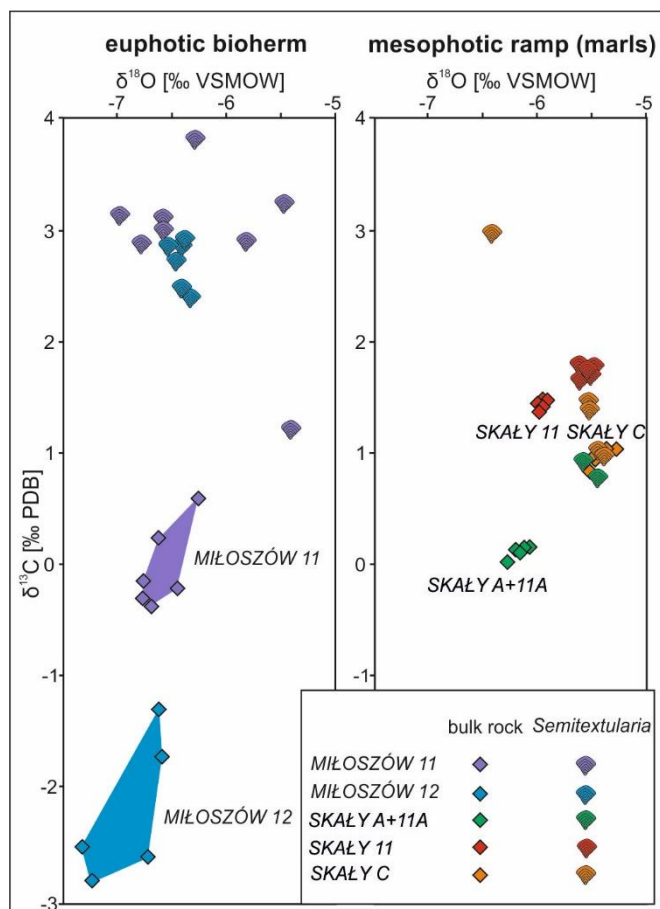 euphotic bioherm
mesophotic ramp (marls)
δ18O [‰ VSMOW]
δ18O [‰ VSMOW]
-7 -6 -5
-7 -6 -5
4
3
2
1
0
-1
-2
-3
4
3
2
1
0
-1
δ13C [‰ PDB]
MIŁOSZÓW 11
MIŁOSZÓW 12
SKAŁY 11 SKAŁY C
SKAŁY A+11A
bulk rock Semitextularia
MIŁOSZÓW 11
MIŁOSZÓW 12
SKAŁY A+11A
SKAŁY 11
SKAŁY C